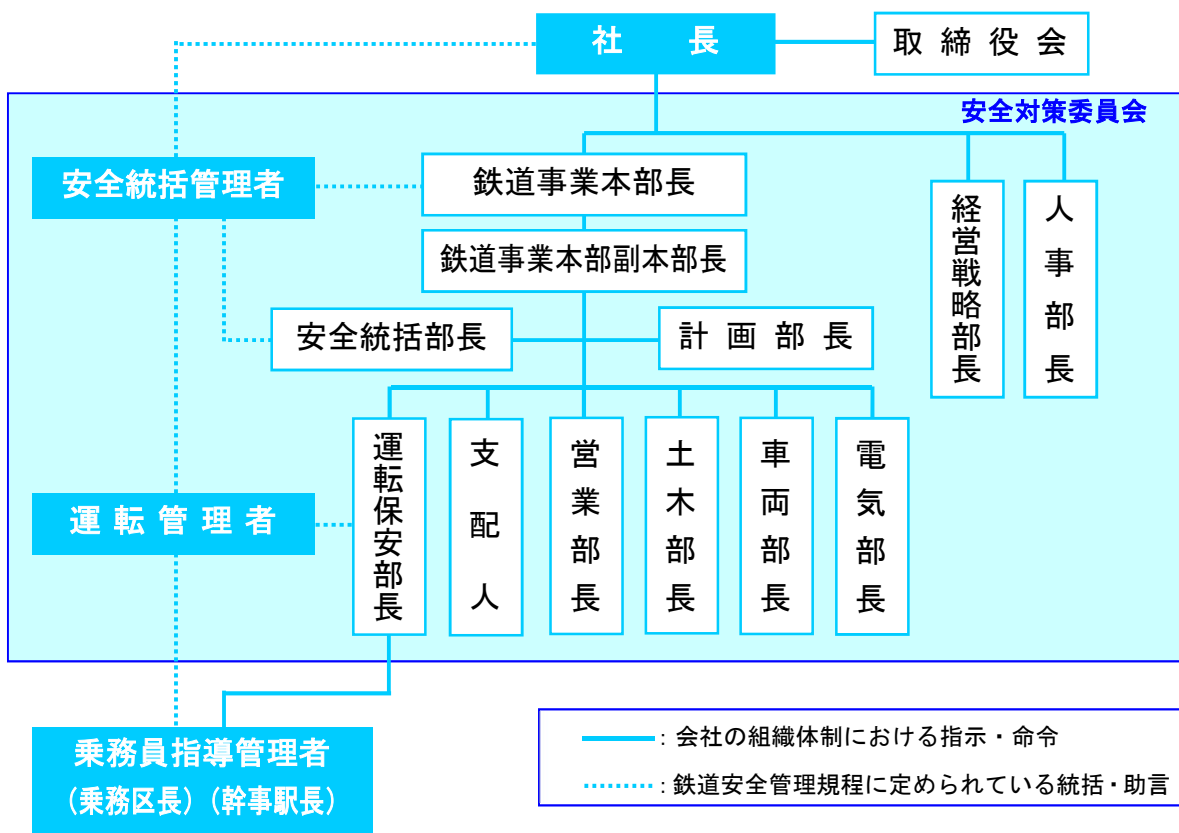 社長
取締役会
安全対策委員会
安全統括管理者
鉄道事業本部長
経営戦略部長
人事部長
鉄道事業本部副本部長
安全統括部長
計画部長
運転管理者
運転保安部長
支配人
営業部長
土木部長
車両部長
電気部長
乗務員指導管理者
(乗務区長)(幹事駅長)
：会社の組織体制における指示・命令
：鉄道安全管理規程に定められている統括・助言